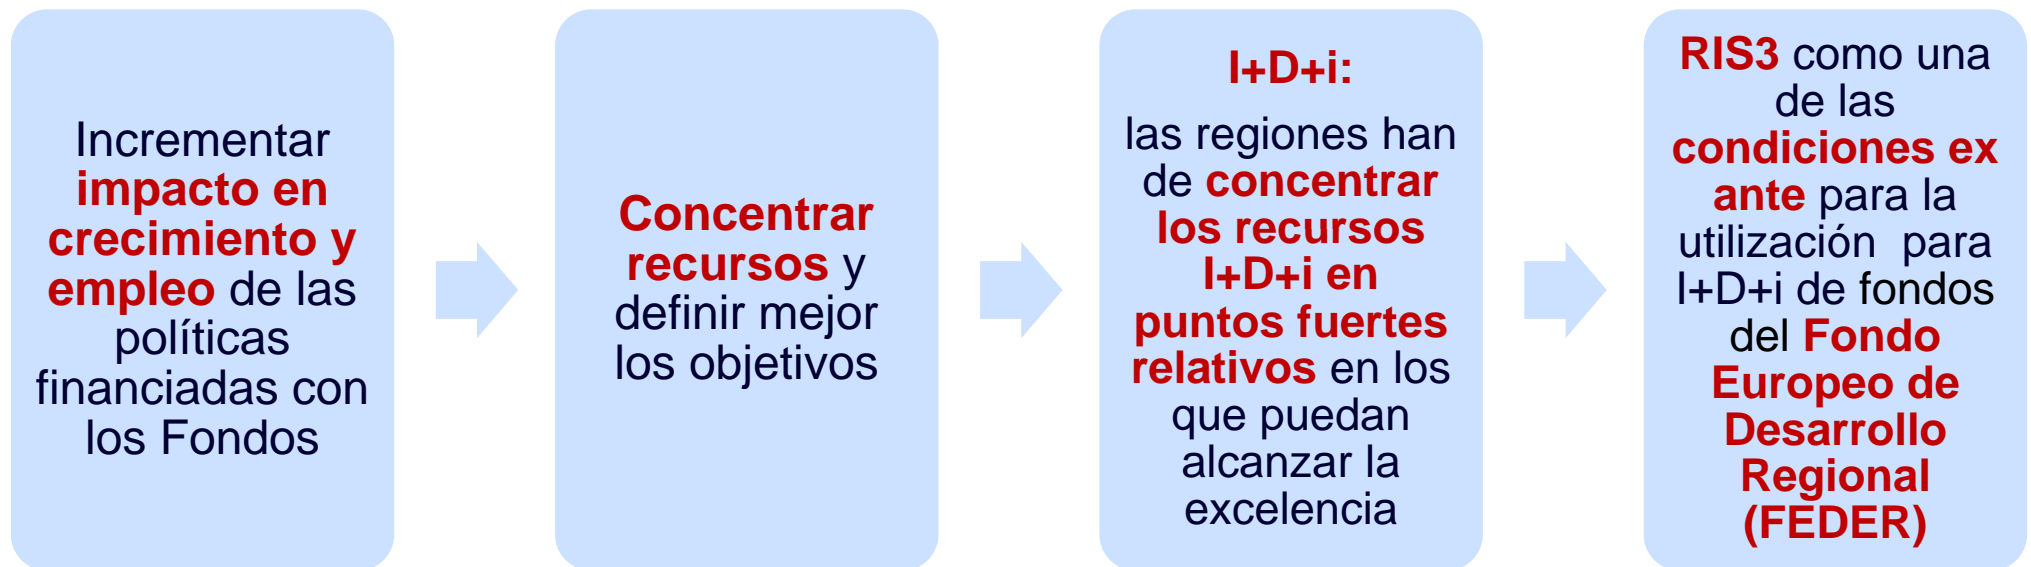 Incrementar
impacto en
crecimiento y
empleo de las
políticas
financiadas con
los Fondos
Concentrar
recursos y
definir mejor
los objetivos
I+D+i:
las regiones han
de concentrar
los recursos
I+D+i en
puntos fuertes
relativos en los
que puedan
alcanzar la
excelencia
RIS3 como una
de las
condiciones ex
ante para la
utilización  para
I+D+i de fondos
del Fondo
Europeo de
Desarrollo
Regional
(FEDER)